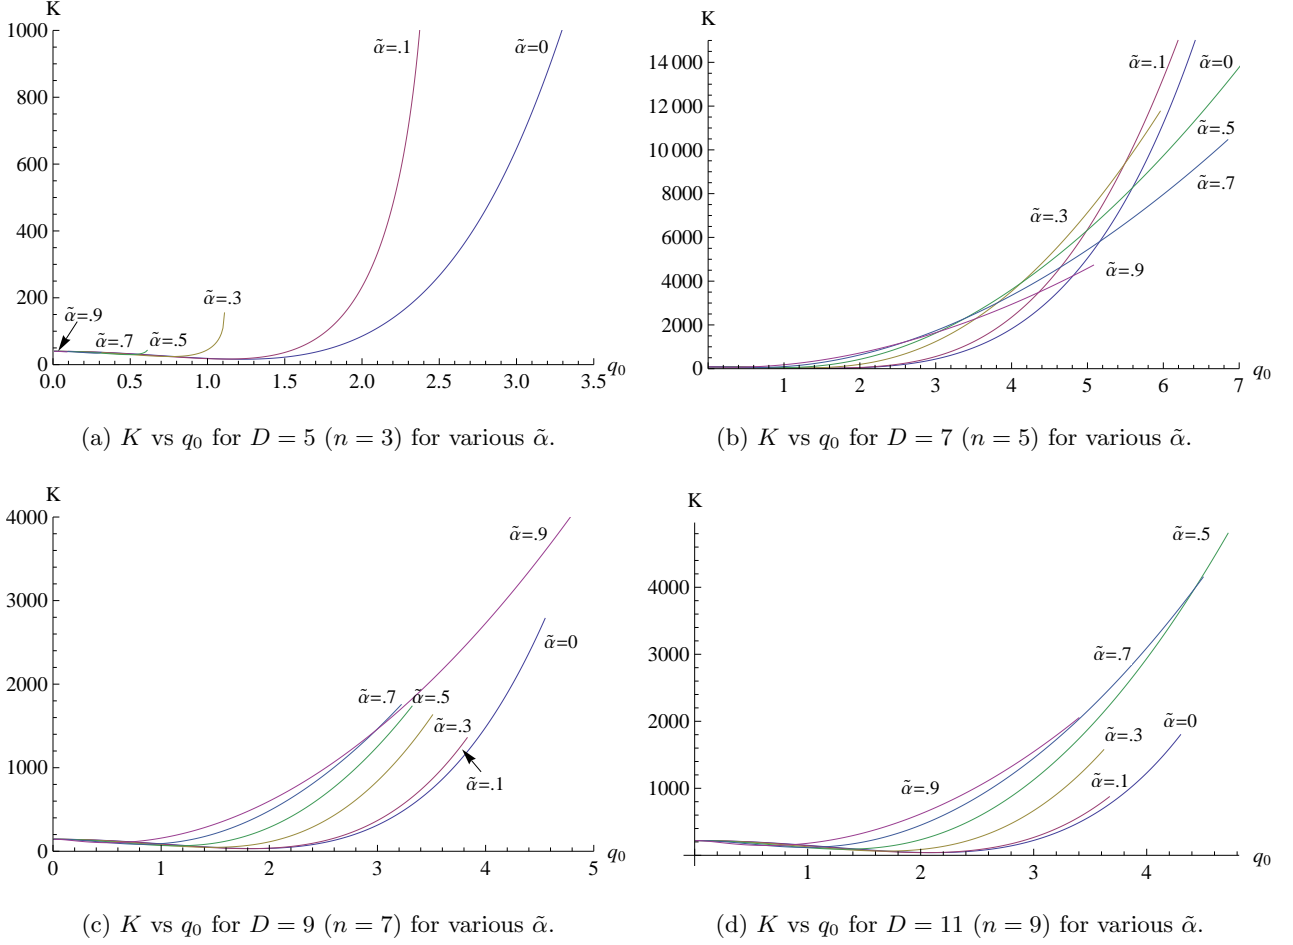 K
1000
800
600
400
200
0
α̃=.1
α̃=0
α̃=.3
α̃=.9
α̃=.7
α̃=.5
0.0 0.5 1.0 1.5 2.0 2.5 3.0 3.5 q₀
(a) K vs q₀ for D = 5 (n = 3) for various α̃.
K
14 000
12 000
10 000
8000
6000
4000
2000
0
α̃=.1
α̃=0
α̃=.5
α̃=.7
α̃=.3
α̃=.9
1 2 3 4 5 6 7 q₀
(b) K vs q₀ for D = 7 (n = 5) for various α̃.
K
4000
3000
2000
1000
0
α̃=.9
α̃=0
α̃=.7
α̃=.5
α̃=.3
α̃=.1
0 1 2 3 4 5 q₀
(c) K vs q₀ for D = 9 (n = 7) for various α̃.
K
4000
3000
2000
1000
α̃=.5
α̃=.7
α̃=0
α̃=.3
α̃=.1
α̃=.9
1 2 3 4 q₀
(d) K vs q₀ for D = 11 (n = 9) for various α̃.